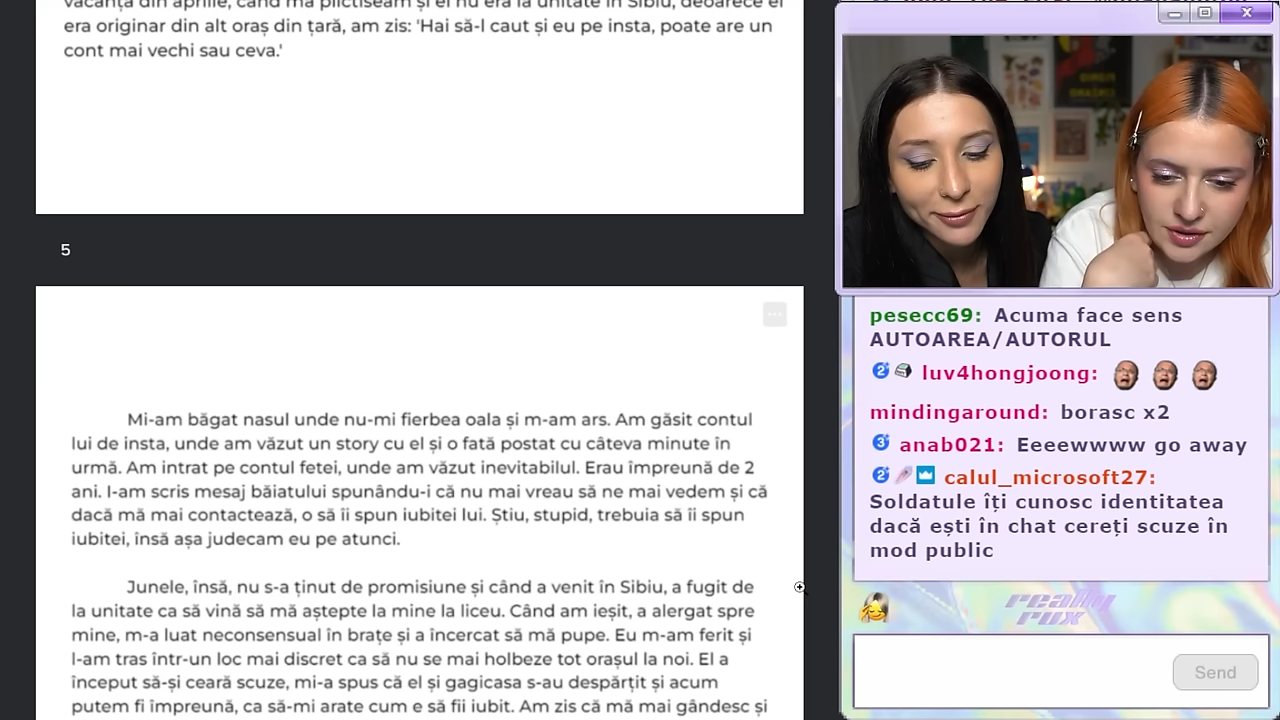 vacanța din aprilie, când mă plictiseam și el nu era la unitate în Sibiu, deoarece el
era originar din alt oraș din țară, am zis: 'Hai să-l caut și eu pe insta, poate are un
cont mai vechi sau ceva.'
5
Mi-am băgat nasul unde nu-mi fierbea oala și m-am ars. Am găsit contul
lui de insta, unde am văzut un story cu el și o fată postat cu câteva minute în
urmă. Am intrat pe contul fetei, unde am văzut inevitabilul. Erau împreună de 2
ani. I-am scris mesaj băiatului spunându-i că nu mai vreau să ne mai vedem și că
dacă mă mai contactează, o să îi spun iubitei lui. Știu, stupid, trebuia să îi spun
iubitei, însă așa judecam eu pe atunci.
Junele, însă, nu s-a ținut de promisiune și când a venit în Sibiu, a fugit de
la unitate ca să vină să mă aștepte la mine la liceu. Când am ieșit, a alergat spre
mine, m-a luat neconsensual în brațe și a încercat să mă pupe. Eu m-am ferit și
l-am tras într-un loc mai discret ca să nu se mai holbeze tot orașul la noi. El a
început să-și ceară scuze, mi-a spus că el și gagicasa s-au despărțit și acum
putem fi împreună, ca să-mi arate cum e să fii iubit. Am zis că mă mai gândesc și
pesecc69: Acuma face sens
AUTOAREA/AUTORUL
2 luv4hongjoong:
mindingaround: borasc x2
3 anab021: Eeeewwww go away
2 calul_microsoft27:
Soldatule îți cunosc identitatea
dacă ești în chat cereți scuze în
mod public
really
rux
Send